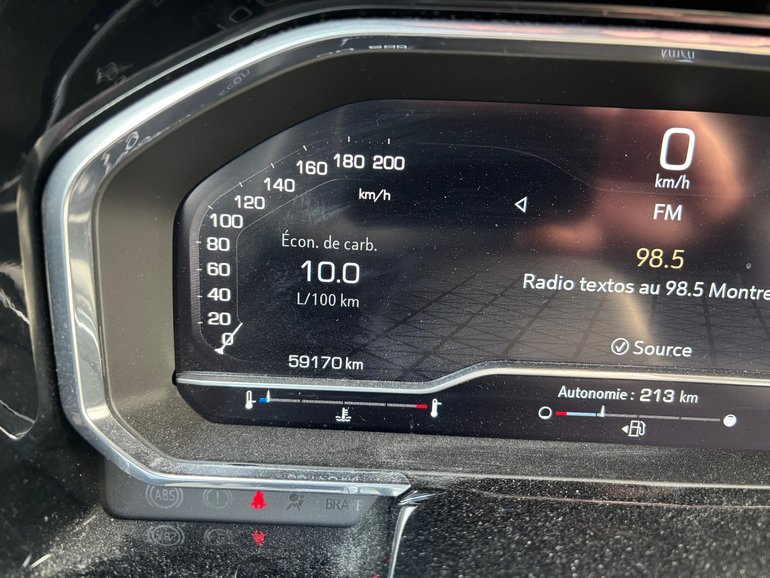 0
km/h
FM
98.5
Radio textos au 98.5 Montre
Source
200
180
160
140
120
100
80
60
40
20
0
km/h
Écon. de carb.
10.0
L/100 km
59170 km
Autonomie : 213 km
ABS
BRA